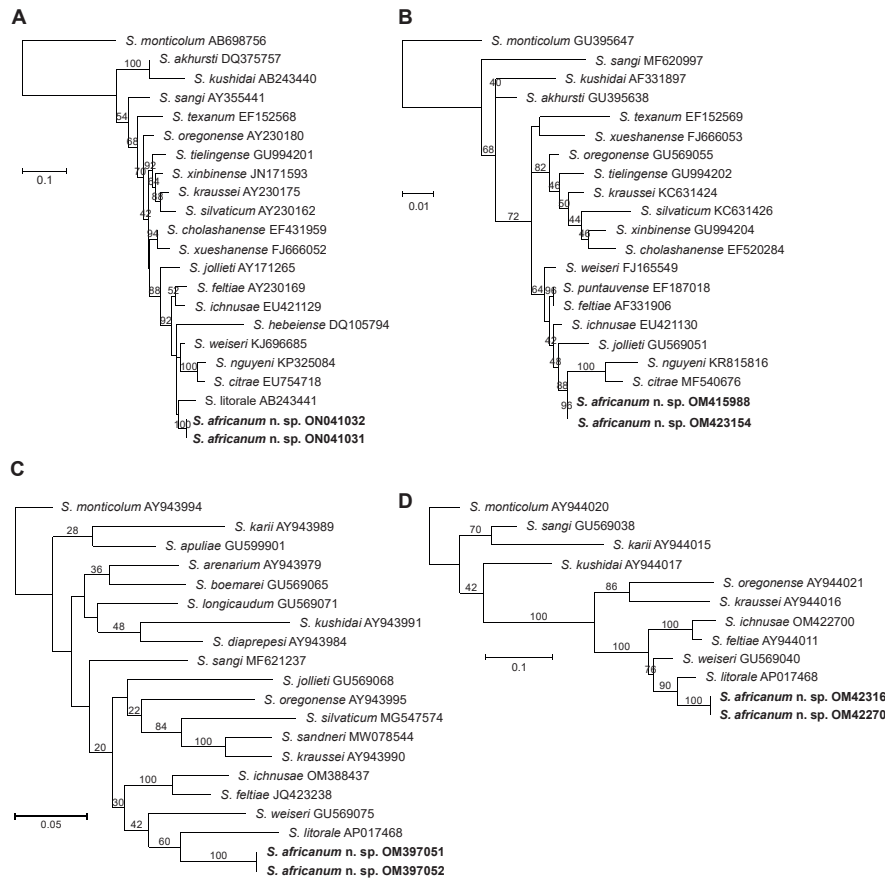 A
S. monticolum AB698756
S. akhursti DQ375757
100
S. kushidai AB243440
S. sangi AY355441
54
S. texanum EF152568
68
S. oregonense AY230180
92
S. tielingense GU994201
70
64
S. xinbinense JN171593
0.1
S. kraussei AY230175
88
S. silvaticum AY230162
42
S. cholashanense EF431959
94
S. xueshanense FJ666052
S. jollieti AY171265
88
52
S. feltiae AY230169
S. ichnusae EU421129
92
S. hebeiense DQ105794
S. weiseri KJ696685
S. nguyeni KP325084
100
S. citrae EU754718
S. litorale AB243441
S. africanum n. sp. ON041032
100
S. africanum n. sp. ON041031
B
S. monticolum GU395647
S. sangi MF620997
40
S. kushidai AF331897
S. akhursti GU395638
S. texanum EF152569
S. xueshanense FJ666053
68
S. oregonense GU569055
82
S. tielingense GU994202
46
0.01
S. kraussei KC631424
50
S. silvaticum KC631426
72
44
S. xinbinense GU994204
46
S. cholashanense EF520284
S. weiseri FJ165549
64
96
S. puntauvense EF187018
S. feltiae AF331906
S. ichnusae EU421130
42
S. jollieti GU569051
48
S. nguyeni KR815816
100
S. citrae MF540676
88
S. africanum n. sp. OM415988
96
S. africanum n. sp. OM423154
C
S. monticolum AY943994
28
S. karii AY943989
S. apuliae GU599901
S. arenarium AY943979
36
S. boemarei GU569065
S. longicaudum GU569071
S. kushidai AY943991
48
S. diaprepesi AY943984
S. sangi MF621237
S. jollieti GU569068
S. oregonense AY943995
22
S. silvaticum MG547574
84
S. sandneri MW078544
100
20
S. kraussei AY943990
S. ichnusae OM388437
100
S. feltiae JQ423238
30
S. weiseri GU569075
0.05
42
S. litorale AP017468
60
S. africanum n. sp. OM397051
100
S. africanum n. sp. OM397052
D
S. monticolum AY944020
70
S. sangi GU569038
S. karii AY944015
S. kushidai AY944017
42
86
S. oregonense AY944021
S. kraussei AY944016
100
100
S. ichnusae OM422700
100
S. feltiae AY944011
S. weiseri GU569040
0.1
76
S. litorale AP017468
90
S. africanum n. sp. OM42316
100
S. africanum n. sp. OM42270